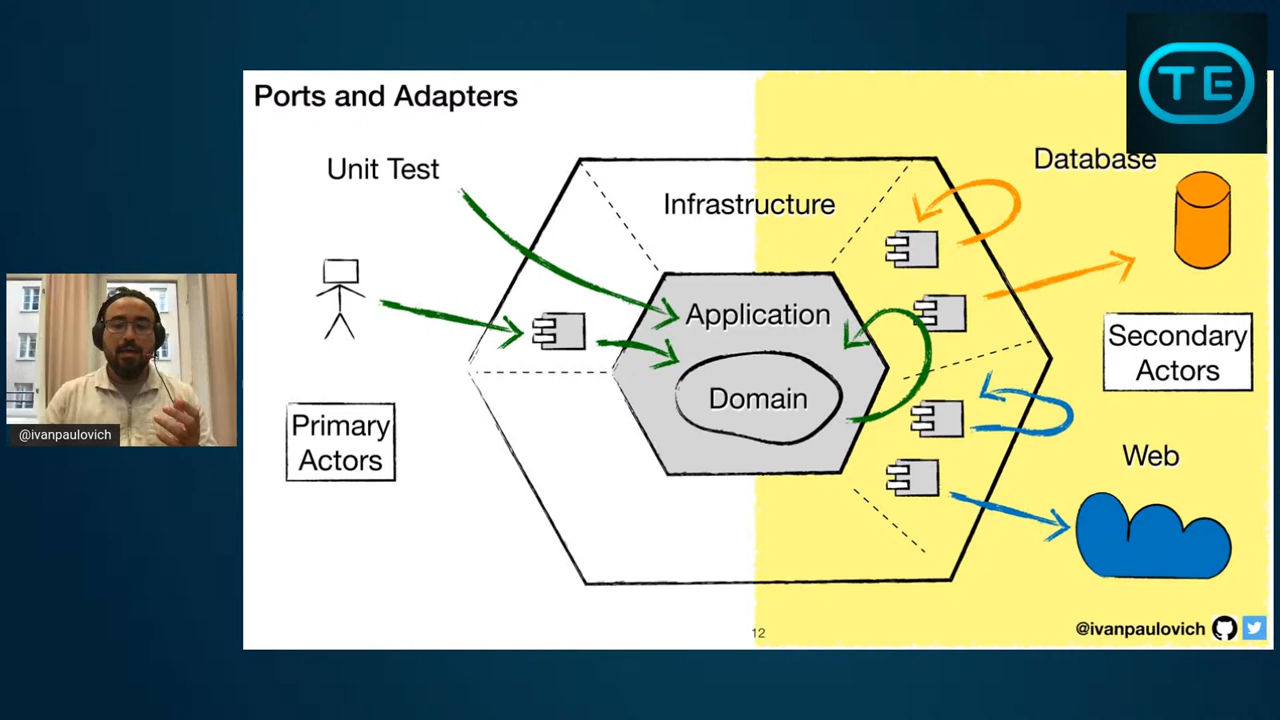 TE
Ports and Adapters
Unit Test
Infrastructure
Database
Application
Domain
Secondary
Actors
Primary
Actors
Web
@ivanpaulovich
12
@ivanpaulovich